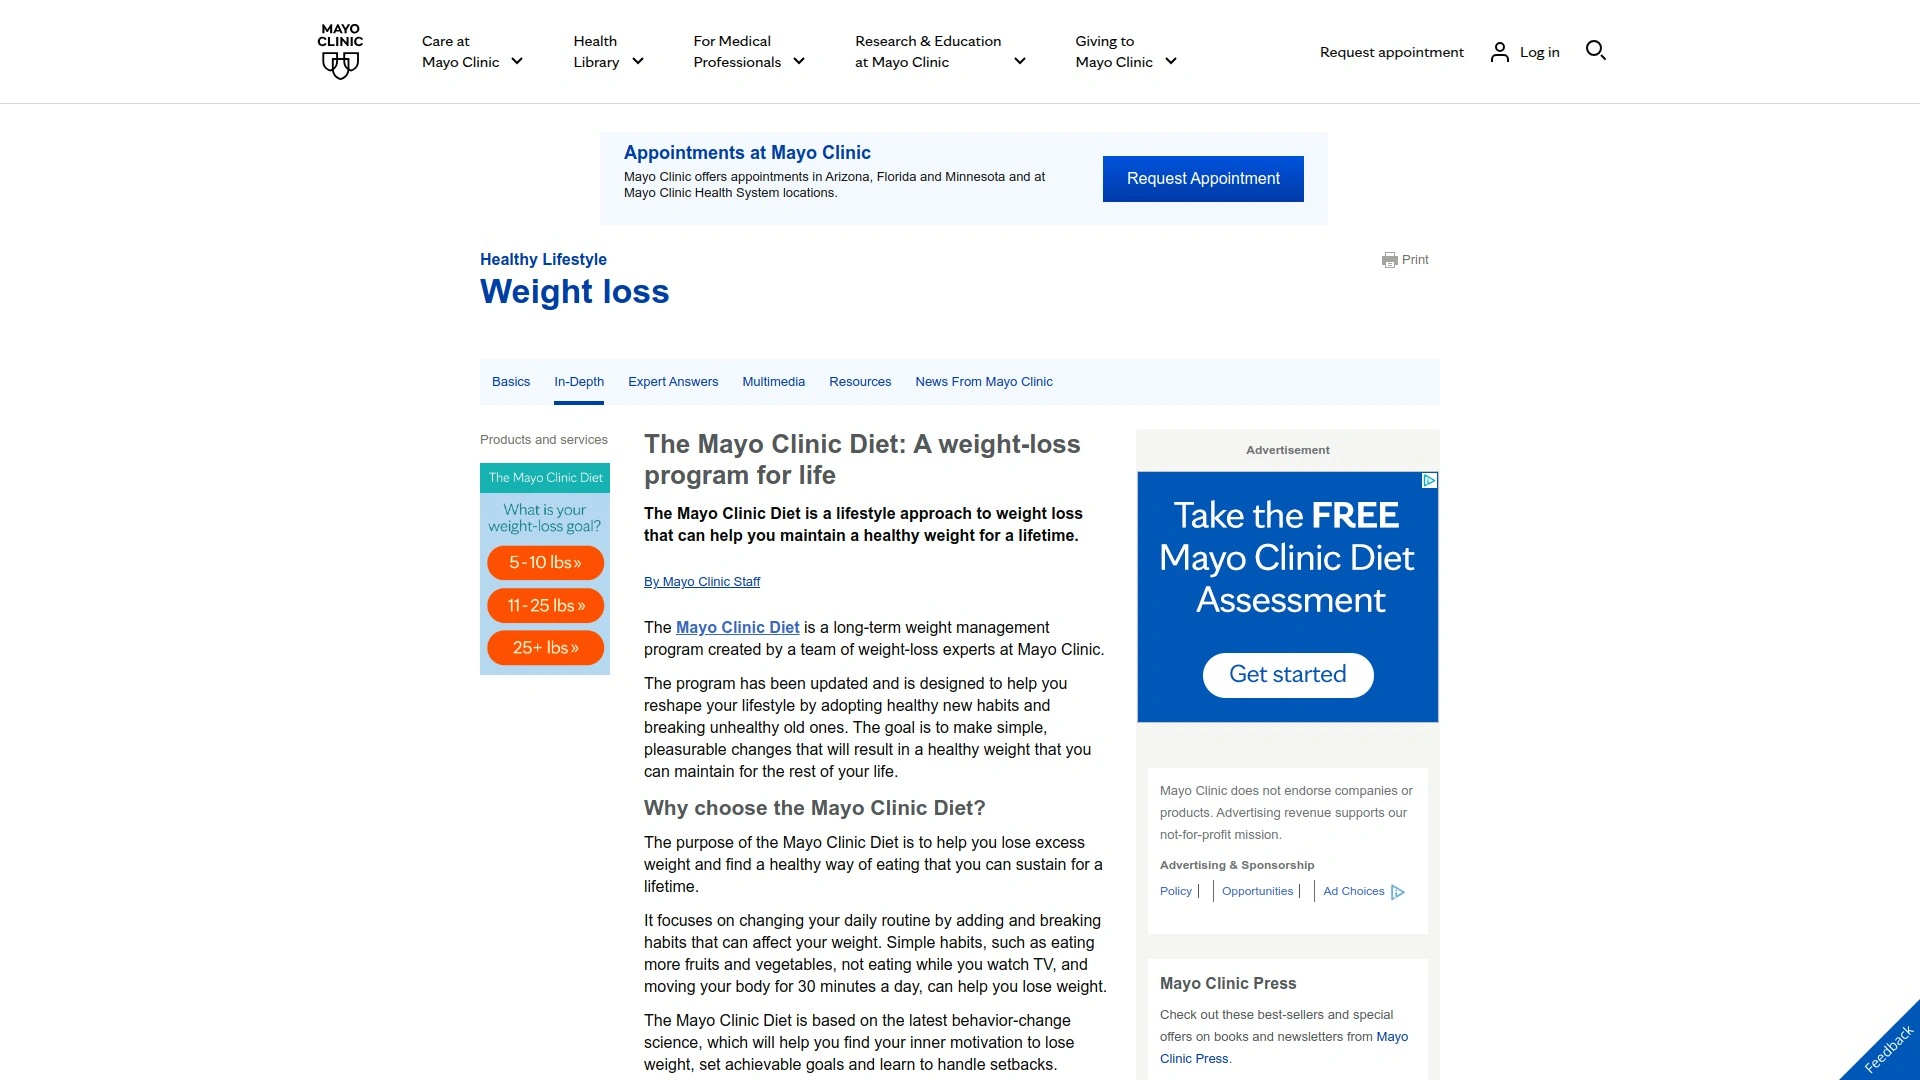 MAYO
CLINIC
Care at
Mayo Clinic
Health
Library
For Medical
Professionals
Research & Education
at Mayo Clinic
Giving to
Mayo Clinic
Request appointment
Log in
Appointments at Mayo Clinic
Mayo Clinic offers appointments in Arizona, Florida and Minnesota and at
Mayo Clinic Health System locations.
Request Appointment
Healthy Lifestyle
Weight loss
Print
Basics
In-Depth
Expert Answers
Multimedia
Resources
News From Mayo Clinic
Products and services
The Mayo Clinic Diet
What is your
weight-loss goal?
5-10 lbs»
11-25 lbs»
25+ lbs»
The Mayo Clinic Diet: A weight-loss
program for life
The Mayo Clinic Diet is a lifestyle approach to weight loss
that can help you maintain a healthy weight for a lifetime.
By Mayo Clinic Staff
The Mayo Clinic Diet is a long-term weight management
program created by a team of weight-loss experts at Mayo Clinic.
The program has been updated and is designed to help you
reshape your lifestyle by adopting healthy new habits and
breaking unhealthy old ones. The goal is to make simple,
pleasurable changes that will result in a healthy weight that you
can maintain for the rest of your life.
Why choose the Mayo Clinic Diet?
The purpose of the Mayo Clinic Diet is to help you lose excess
weight and find a healthy way of eating that you can sustain for a
lifetime.
It focuses on changing your daily routine by adding and breaking
habits that can affect your weight. Simple habits, such as eating
more fruits and vegetables, not eating while you watch TV, and
moving your body for 30 minutes a day, can help you lose weight.
The Mayo Clinic Diet is based on the latest behavior-change
science, which will help you find your inner motivation to lose
weight, set achievable goals and learn to handle setbacks.
Advertisement
Take the FREE
Mayo Clinic Diet
Assessment
Get started
Mayo Clinic does not endorse companies or
products. Advertising revenue supports our
not-for-profit mission.
Advertising & Sponsorship
Policy | Opportunities | Ad Choices
Mayo Clinic Press
Check out these best-sellers and special
offers on books and newsletters from Mayo
Clinic Press.
Feedback